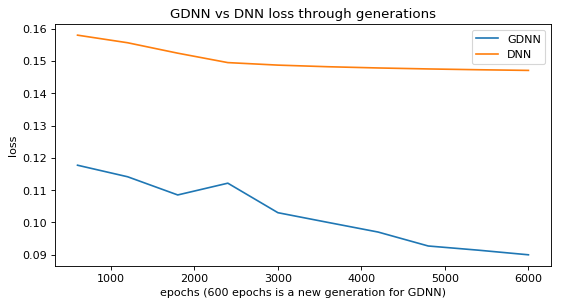 GDNN vs DNN loss through generations
GDNN
DNN
loss
0.16
0.15
0.14
0.13
0.12
0.11
0.10
0.09
1000 2000 3000 4000 5000 6000
epochs (600 epochs is a new generation for GDNN)